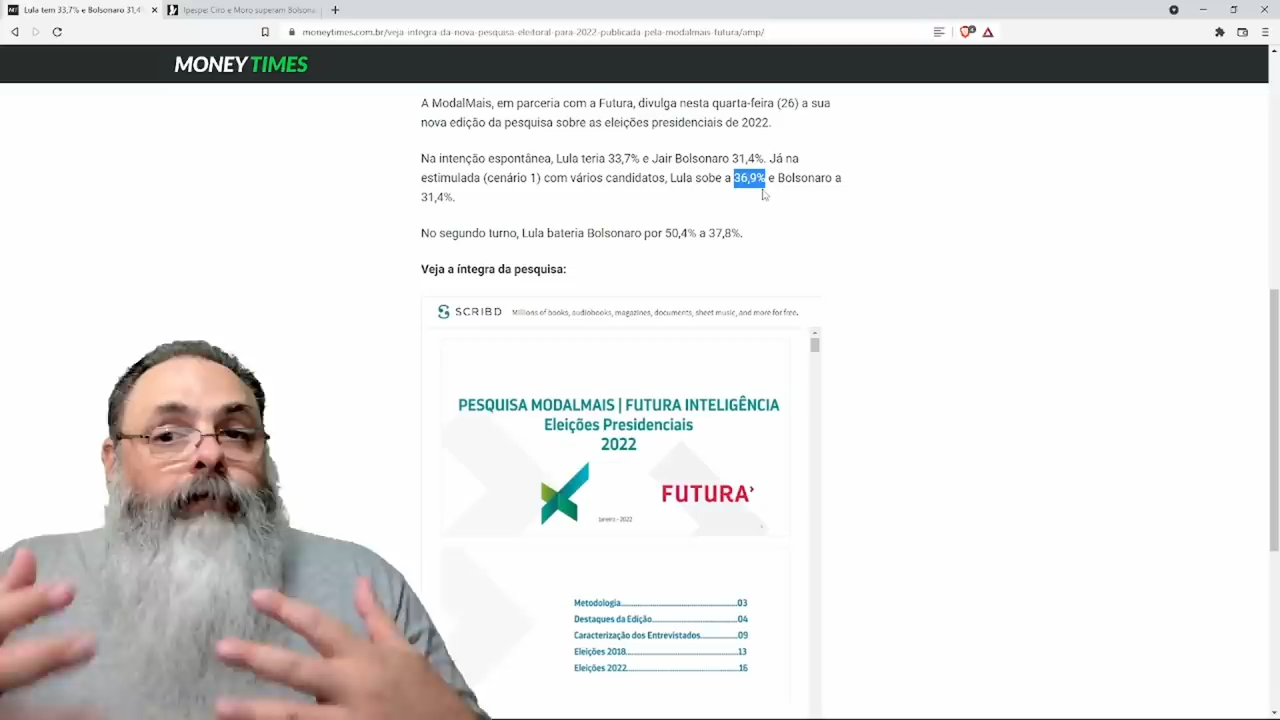 Lula tem 33,7% e Bolsonaro 31,4%
Ipespe: Ciro e Moro superam Bolsona
moneytimes.com.br/veja-integra-da-nova-pesquisa-eleitoral-para-2022-publicada-pela-modalmais-futura/amp/
MONEY TIMES
A ModalMais, em parceria com a Futura, divulga nesta quarta-feira (26) a sua
nova edição da pesquisa sobre as eleições presidenciais de 2022.
Na intenção espontânea, Lula teria 33,7% e Jair Bolsonaro 31,4%. Já na
estimulada (cenário 1) com vários candidatos, Lula sobe a 36,9% e Bolsonaro a
31,4%.
No segundo turno, Lula bateria Bolsonaro por 50,4% a 37,8%.
Veja a íntegra da pesquisa:
SCRIBD Millions of books, audiobooks, magazines, documents, sheet music, and more for free.
PESQUISA MODALMAIS | FUTURA INTELIGÊNCIA
Eleições Presidenciais
2022
FUTURA
Janeiro - 2022
Metodologia........................................03
Destaques da Edição............................04
Caracterização dos Entrevistados..........09
Eleições 2018......................................13
Eleições 2022......................................16